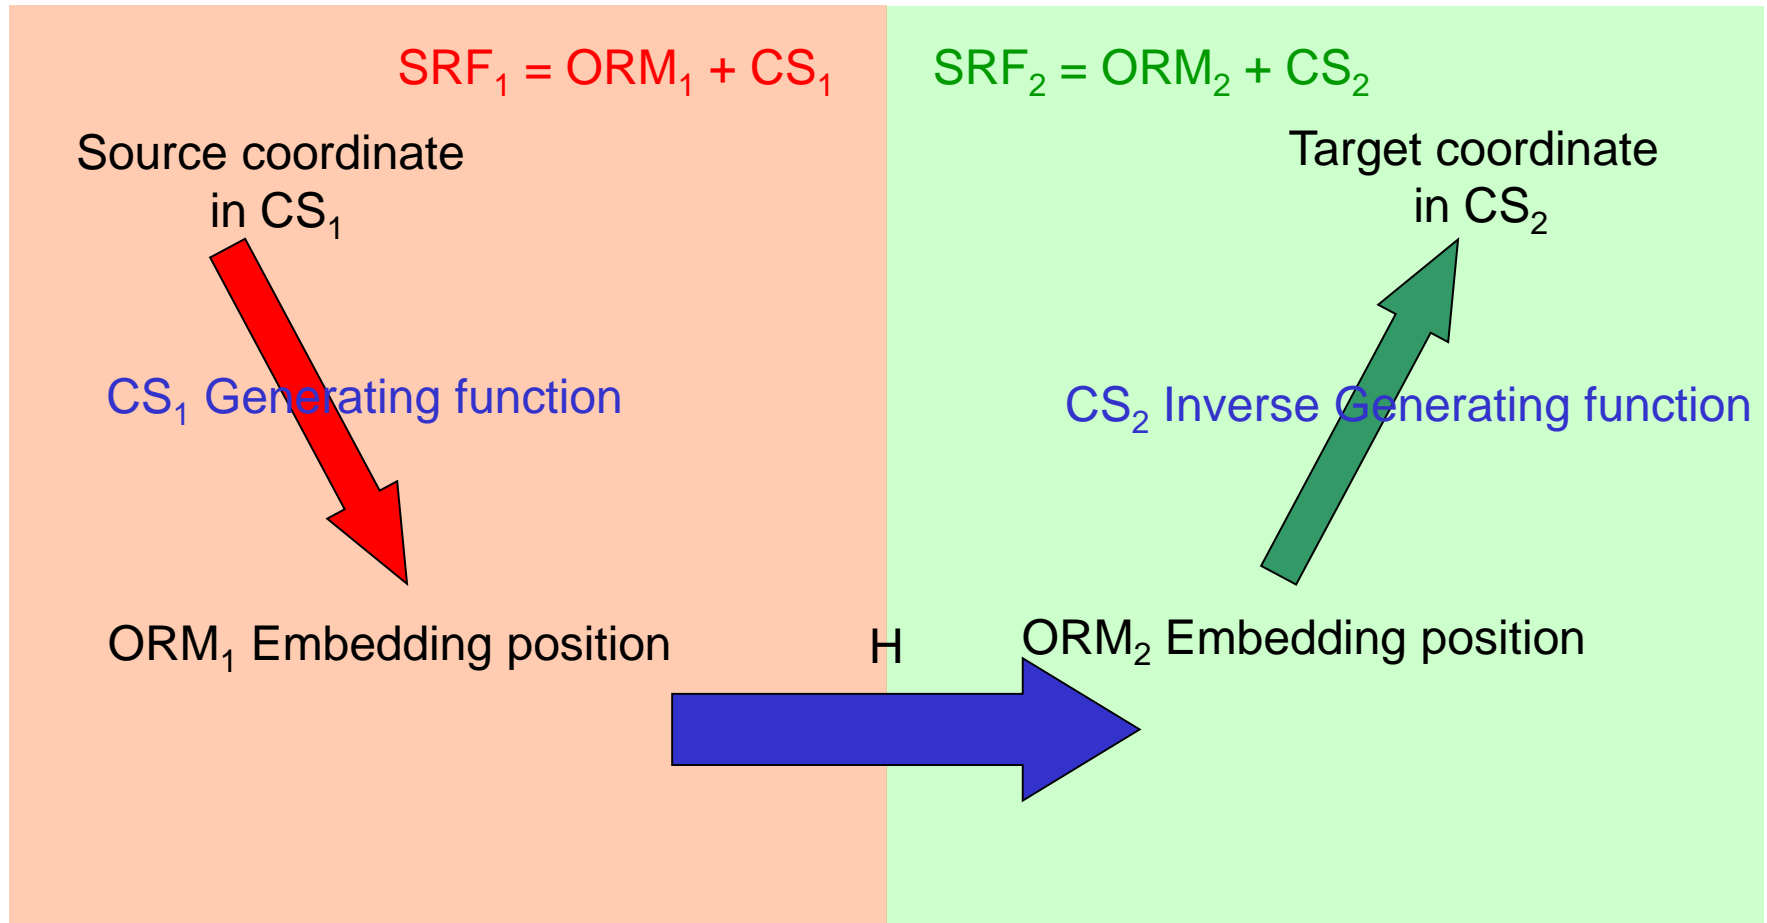 SRF₁ = ORM₁ + CS₁
Source coordinate
in CS₁
CS₁ Generating function
ORM₁ Embedding position
H
SRF₂ = ORM₂ + CS₂
Target coordinate
in CS₂
CS₂ Inverse Generating function
ORM₂ Embedding position